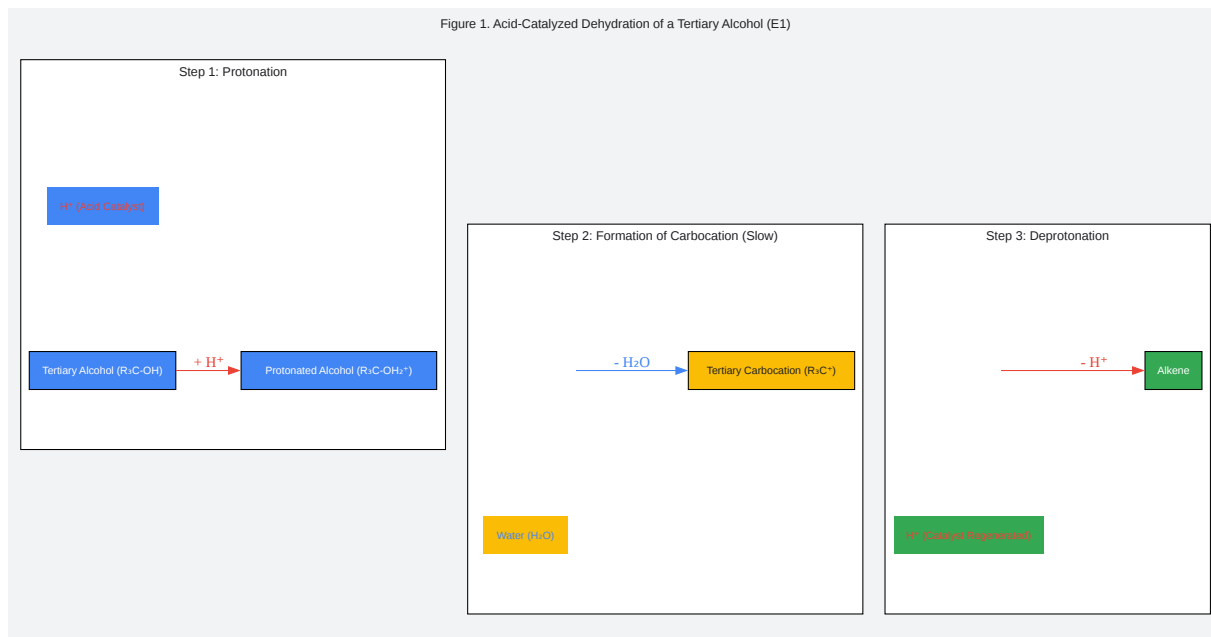 Figure 1. Acid-Catalyzed Dehydration of a Tertiary Alcohol (E1)
Step 1: Protonation
H⁺ (Acid Catalyst)
Tertiary Alcohol (R₃C-OH)
+ H⁺
Protonated Alcohol (R₃C-OH₂⁺)
Step 2: Formation of Carbocation (Slow)
- H₂O
Tertiary Carbocation (R₃C⁺)
Water (H₂O)
Step 3: Deprotonation
- H⁺
Alkene
H⁺ (Catalyst Regenerated)